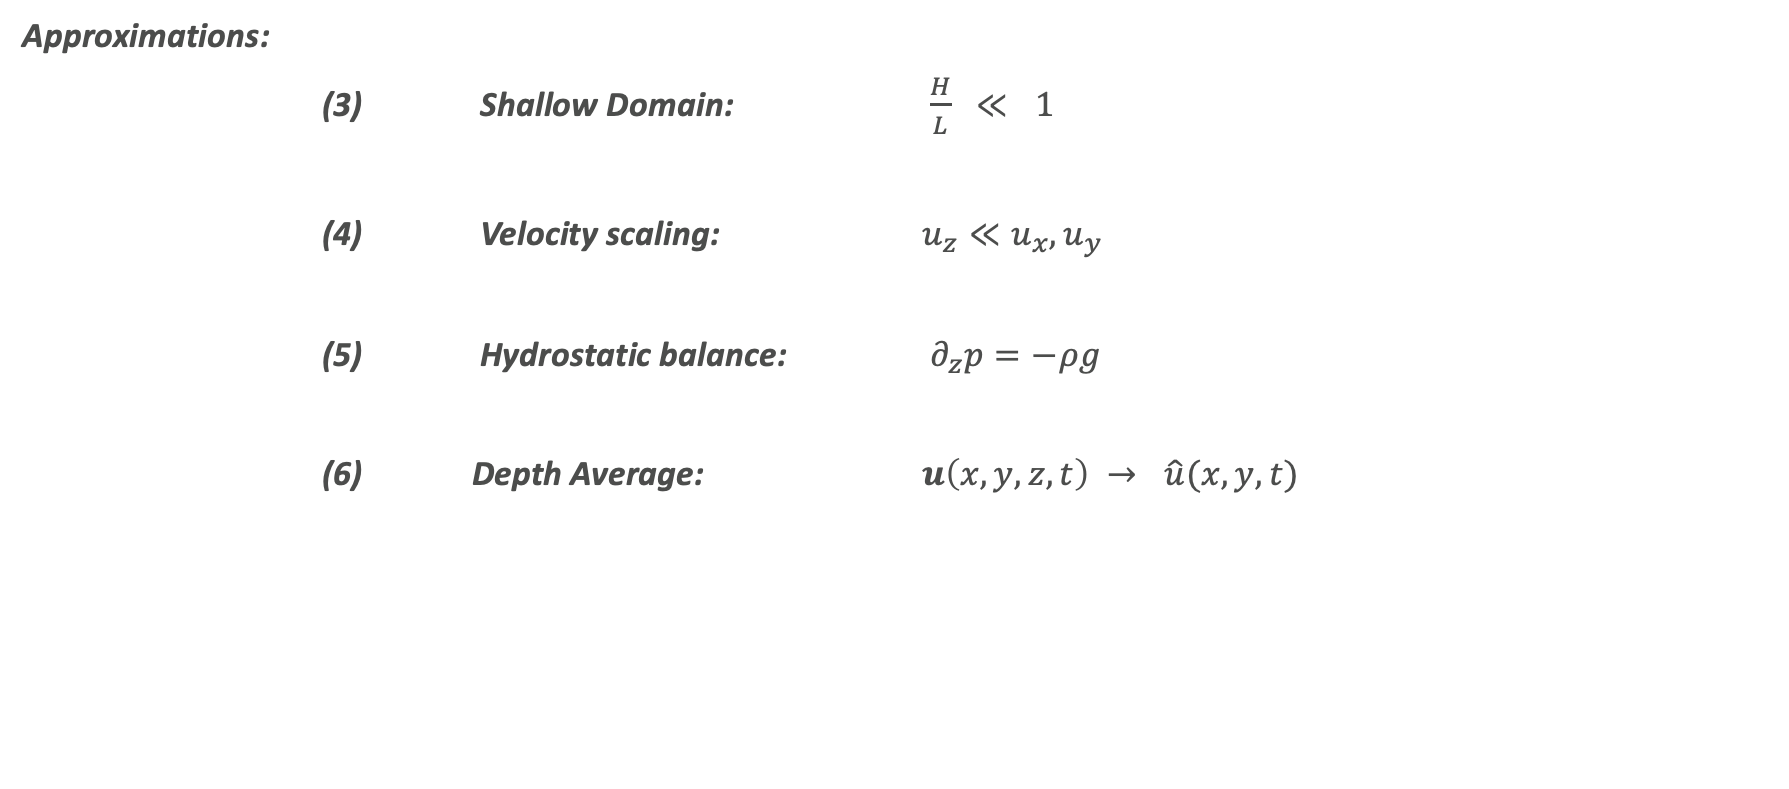 Approximations:
(3) Shallow Domain: H/L ≪ 1
(4) Velocity scaling: u_z ≪ u_x, u_y
(5) Hydrostatic balance: ∂_z p = −ρg
(6) Depth Average: u(x, y, z, t) → û(x, y, t)